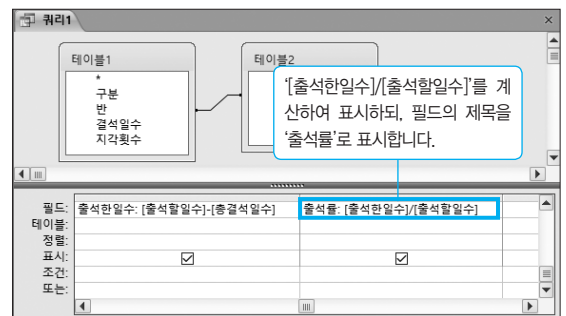 쿼리1
테이블1
*
구분
반
결석일수
지각횟수
테이블2
'[출석한일수]/[출석할일수]'를 계
산하여 표시하되, 필드의 제목을
'출석률'로 표시합니다.
필드: 출석한일수: [출석할일수]-[총결석일수] 출석률: [출석한일수]/[출석할일수]
테이블:
정렬:
표시:
조건:
또는: